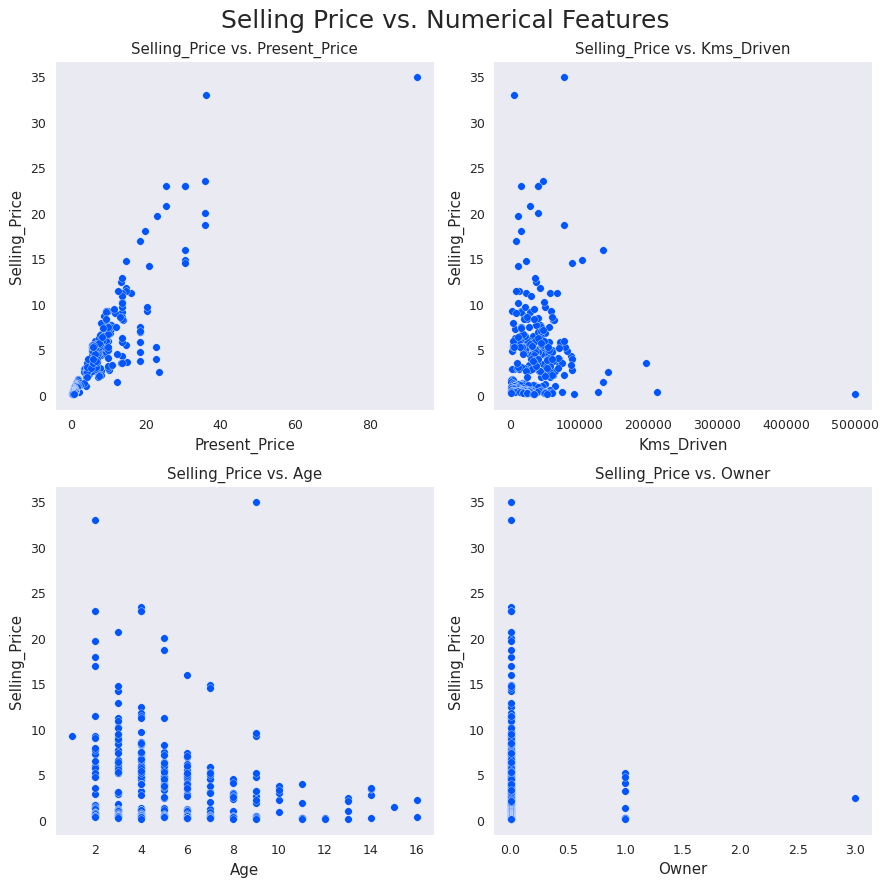 Selling Price vs. Numerical Features
Selling_Price vs. Present_Price
Selling_Price
35
30
25
20
15
10
5
0
0 20 40 60 80
Present_Price
Selling_Price vs. Kms_Driven
Selling_Price
35
30
25
20
15
10
5
0
0 100000 200000 300000 400000 500000
Kms_Driven
Selling_Price vs. Age
Selling_Price
35
30
25
20
15
10
5
0
2 4 6 8 10 12 14 16
Age
Selling_Price vs. Owner
Selling_Price
35
30
25
20
15
10
5
0
0.0 0.5 1.0 1.5 2.0 2.5 3.0
Owner